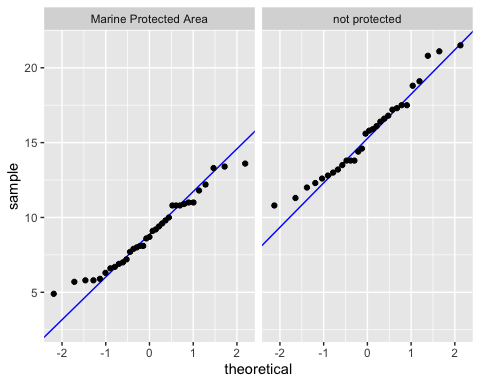 Marine Protected Area
not protected
sample
20
15
10
5
-2 -1 0 1 2
-2 -1 0 1 2
theoretical